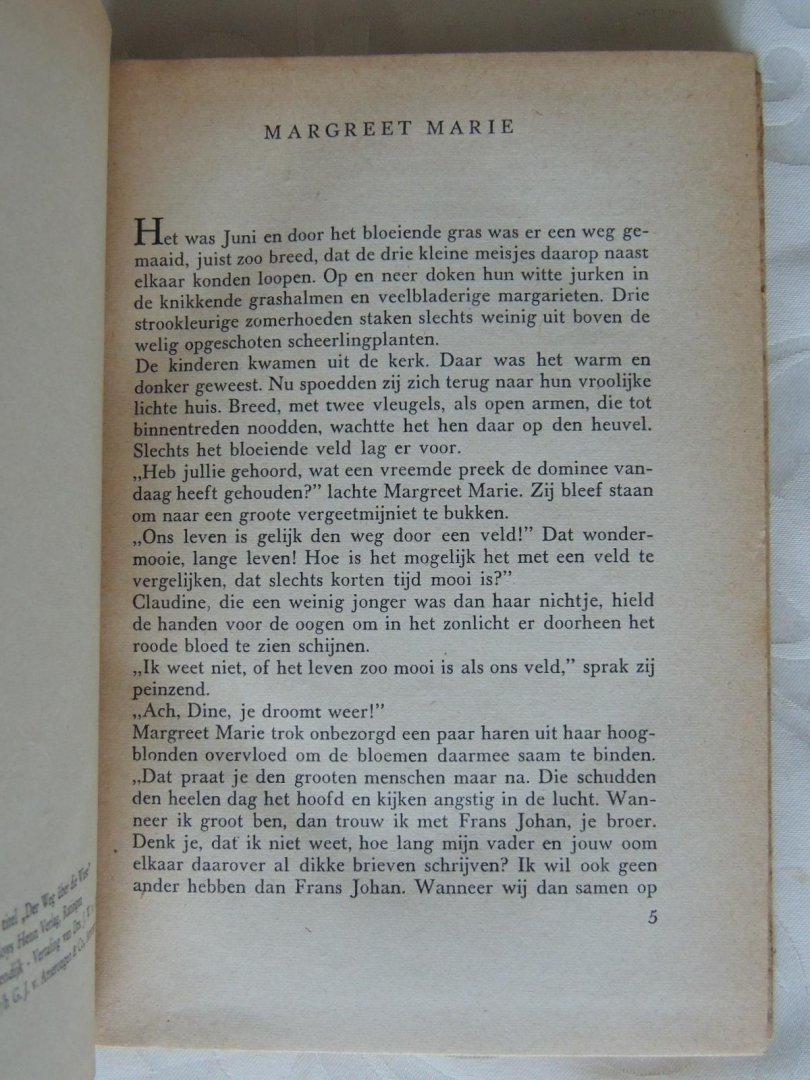 MARGREET MARIE
Het was Juni en door het bloeiende gras was er een weg ge-
maaid, juist zoo breed, dat de drie kleine meisjes daarop naast
elkaar konden loopen. Op en neer doken hun witte jurken in
de knikkende grashalmen en veelbladerige margarieten. Drie
strookleurige zomerhoeden staken slechts weinig uit boven de
welig opgeschoten scheerlingplanten.
De kinderen kwamen uit de kerk. Daar was het warm en
donker geweest. Nu spoedden zij zich terug naar hun vroolijke
lichte huis. Breed, met twee vleugels, als open armen, die tot
binnentreden noodden, wachtte het hen daar op den heuvel.
Slechts het bloeiende veld lag er voor.
„Heb jullie gehoord, wat een vreemde preek de dominee van-
daag heeft gehouden?” lachte Margreet Marie. Zij bleef staan
om naar een groote vergeetmijniet te bukken.
„Ons leven is gelijk den weg door een veld!” Dat wonder-
mooie, lange leven! Hoe is het mogelijk het met een veld te
vergelijken, dat slechts korten tijd mooi is?”
Claudine, die een weinig jonger was dan haar nichtje, hield
de handen voor de oogen om in het zonlicht er doorheen het
roode bloed te zien schijnen.
„Ik weet niet, of het leven zoo mooi is als ons veld,” sprak zij
peinzend.
„Ach, Dine, je droomt weer!”
Margreet Marie trok onbezorgd een paar haren uit haar hoog-
blonden overvloed om de bloemen daarmee saam te binden.
„Dat praat je den grooten menschen maar na. Die schudden
den heelen dag het hoofd en kijken angstig in de lucht. Wan-
neer ik groot ben, dan trouw ik met Frans Johan, je broer.
Denk je, dat ik niet weet, hoe lang mijn vader en jouw oom
elkaar daarover al dikke brieven schrijven? Ik wil ook geen
ander hebben dan Frans Johan. Wanneer wij dan samen op
5
titel „Der Weg über die Wiese”
Henn Verlag, Ratingen
Vertaling van Drs.
G. J. v. Amerongen & Co.